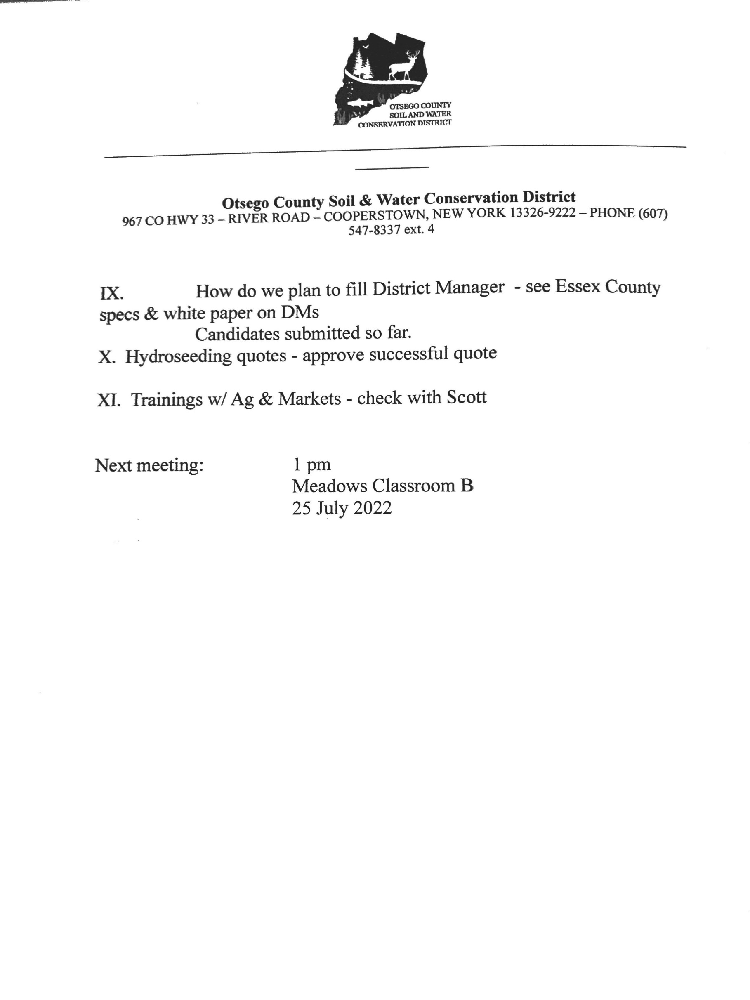 OTSEGO COUNTY
SOIL AND WATER
CONSERVATION DISTRICT
Otsego County Soil & Water Conservation District
967 CO HWY 33 – RIVER ROAD – COOPERSTOWN, NEW YORK 13326-9222 – PHONE (607)
547-8337 ext. 4
IX. How do we plan to fill District Manager - see Essex County
specs & white paper on DMs
Candidates submitted so far.
X. Hydroseeding quotes - approve successful quote
XI. Trainings w/ Ag & Markets - check with Scott
Next meeting: 1 pm
Meadows Classroom B
25 July 2022